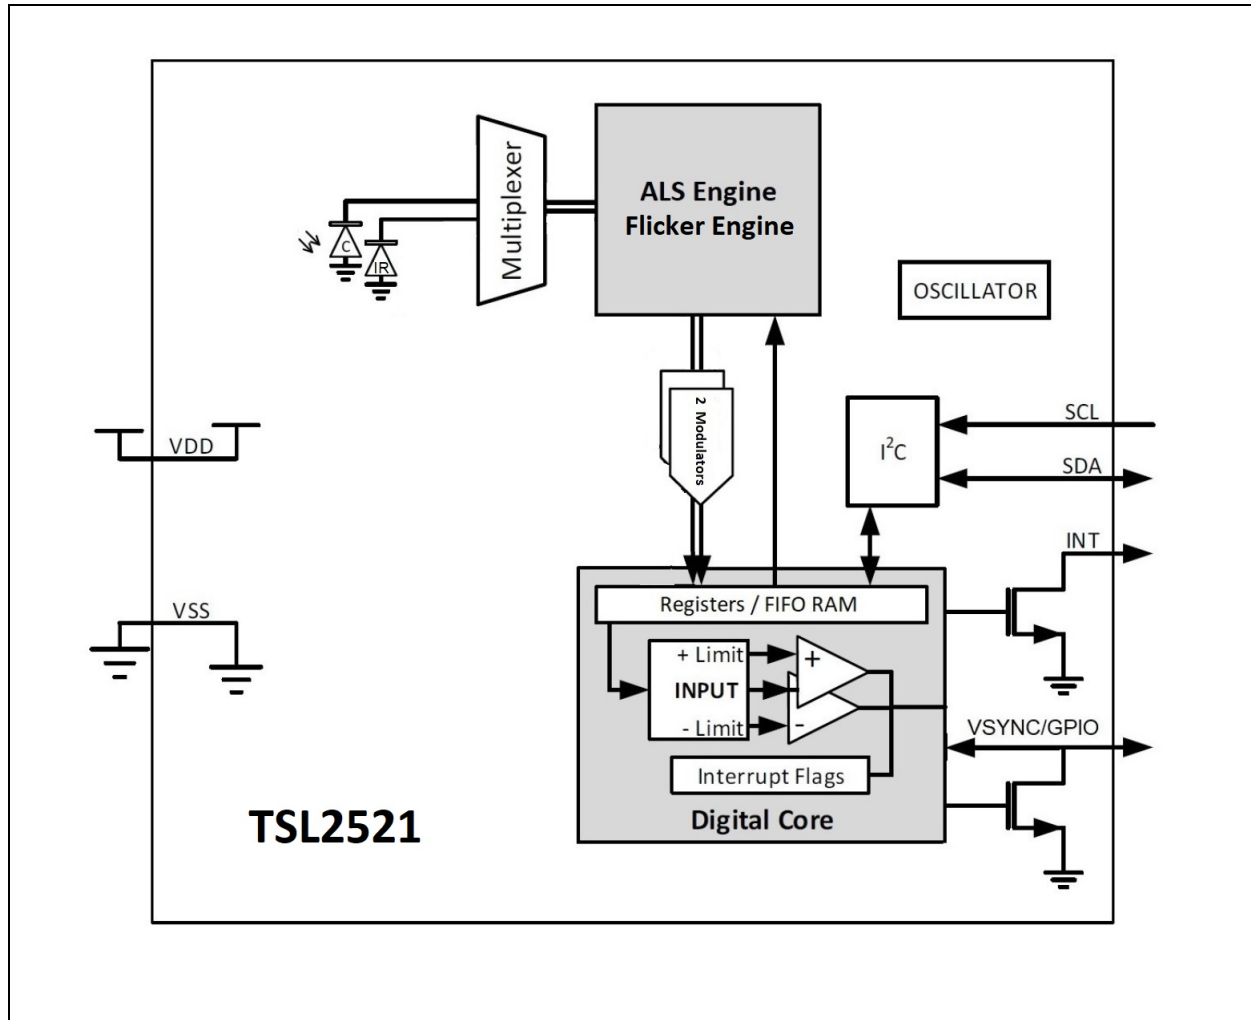 Multiplexer
ALS Engine
Flicker Engine
C
IR
OSCILLATOR
2 Modulators
I²C
SCL
SDA
VDD
INT
VSS
Registers / FIFO RAM
+ Limit
+
INPUT
- Limit
-
VSYNC/GPIO
Interrupt Flags
Digital Core
TSL2521